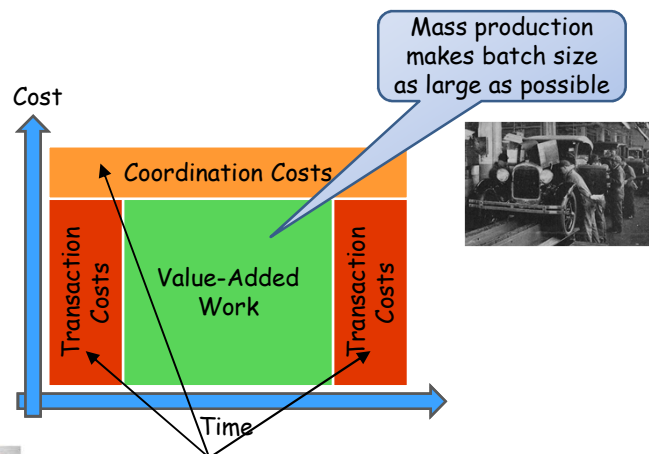 Mass production
makes batch size
as large as possible
Cost
Coordination Costs
Transaction
Costs
Value-Added
Work
Transaction
Costs
Time